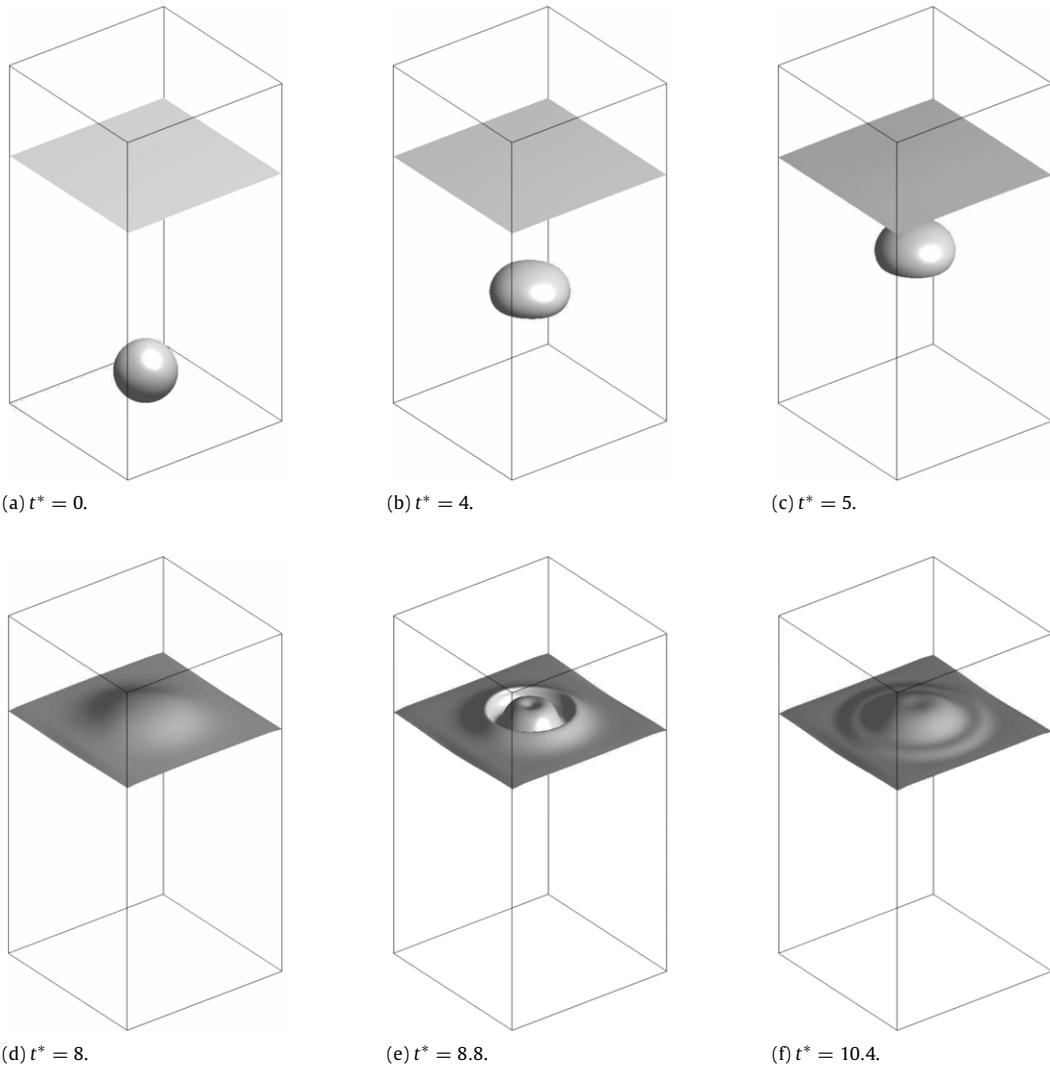 (a) t* = 0.
(b) t* = 4.
(c) t* = 5.
(d) t* = 8.
(e) t* = 8.8.
(f) t* = 10.4.